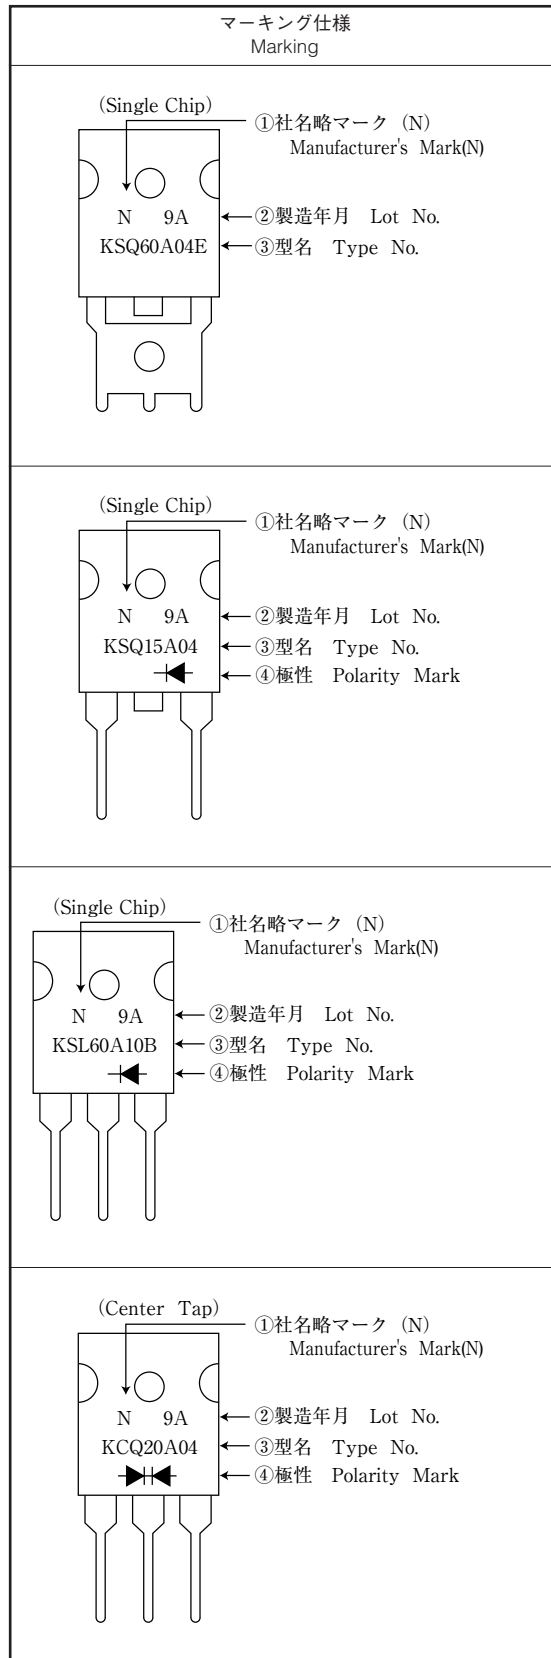 マーキング仕様
Marking
(Single Chip)
①社名略マーク (N)
Manufacturer's Mark(N)
N 9A
②製造年月 Lot No.
KSQ60A04E
③型名 Type No.
(Single Chip)
①社名略マーク (N)
Manufacturer's Mark(N)
N 9A
②製造年月 Lot No.
KSQ15A04
③型名 Type No.
④極性 Polarity Mark
(Single Chip)
①社名略マーク (N)
Manufacturer's Mark(N)
N 9A
②製造年月 Lot No.
KSL60A10B
③型名 Type No.
④極性 Polarity Mark
(Center Tap)
①社名略マーク (N)
Manufacturer's Mark(N)
N 9A
②製造年月 Lot No.
KCQ20A04
③型名 Type No.
④極性 Polarity Mark